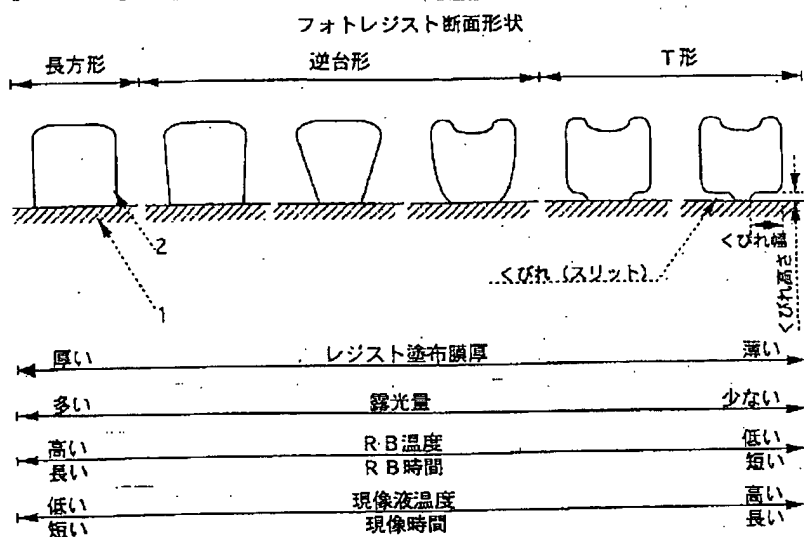 フォトレジスト断面形状
長方形 逆台形 T形
2
1
くびれ(スリット)
くびれ幅
くびれ高さ
厚い レジスト塗布膜厚 薄い
多い 露光量 少ない
高い RB温度 低い
長い RB時間 短い
低い 現像液温度 高い
短い 現像時間 長い